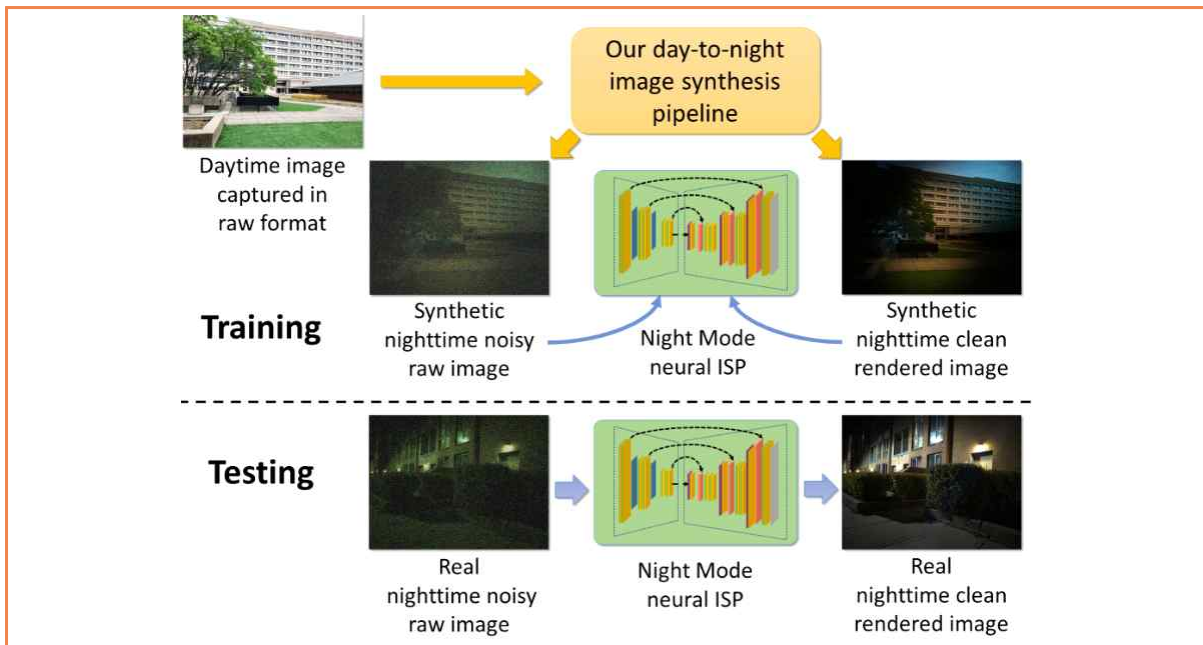 Our day-to-night
image synthesis
pipeline
Daytime image
captured in
raw format
Training
Synthetic
nighttime noisy
raw image
Night Mode
neural ISP
Synthetic
nighttime clean
rendered image
Testing
Real
nighttime noisy
raw image
Night Mode
neural ISP
Real
nighttime clean
rendered image